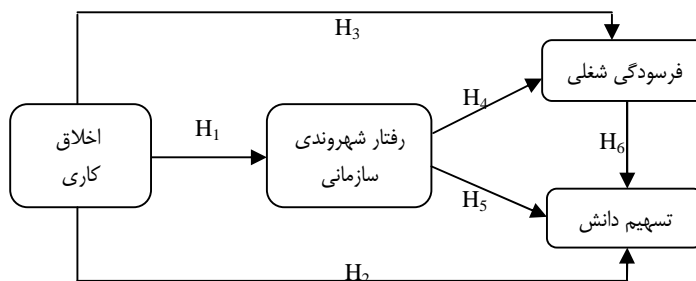 H3
فرسودگی شغلی
H4
اخلاق
کاری
H1
رفتار شهروندی
سازمانی
H6
H5
تسهیم دانش
H2